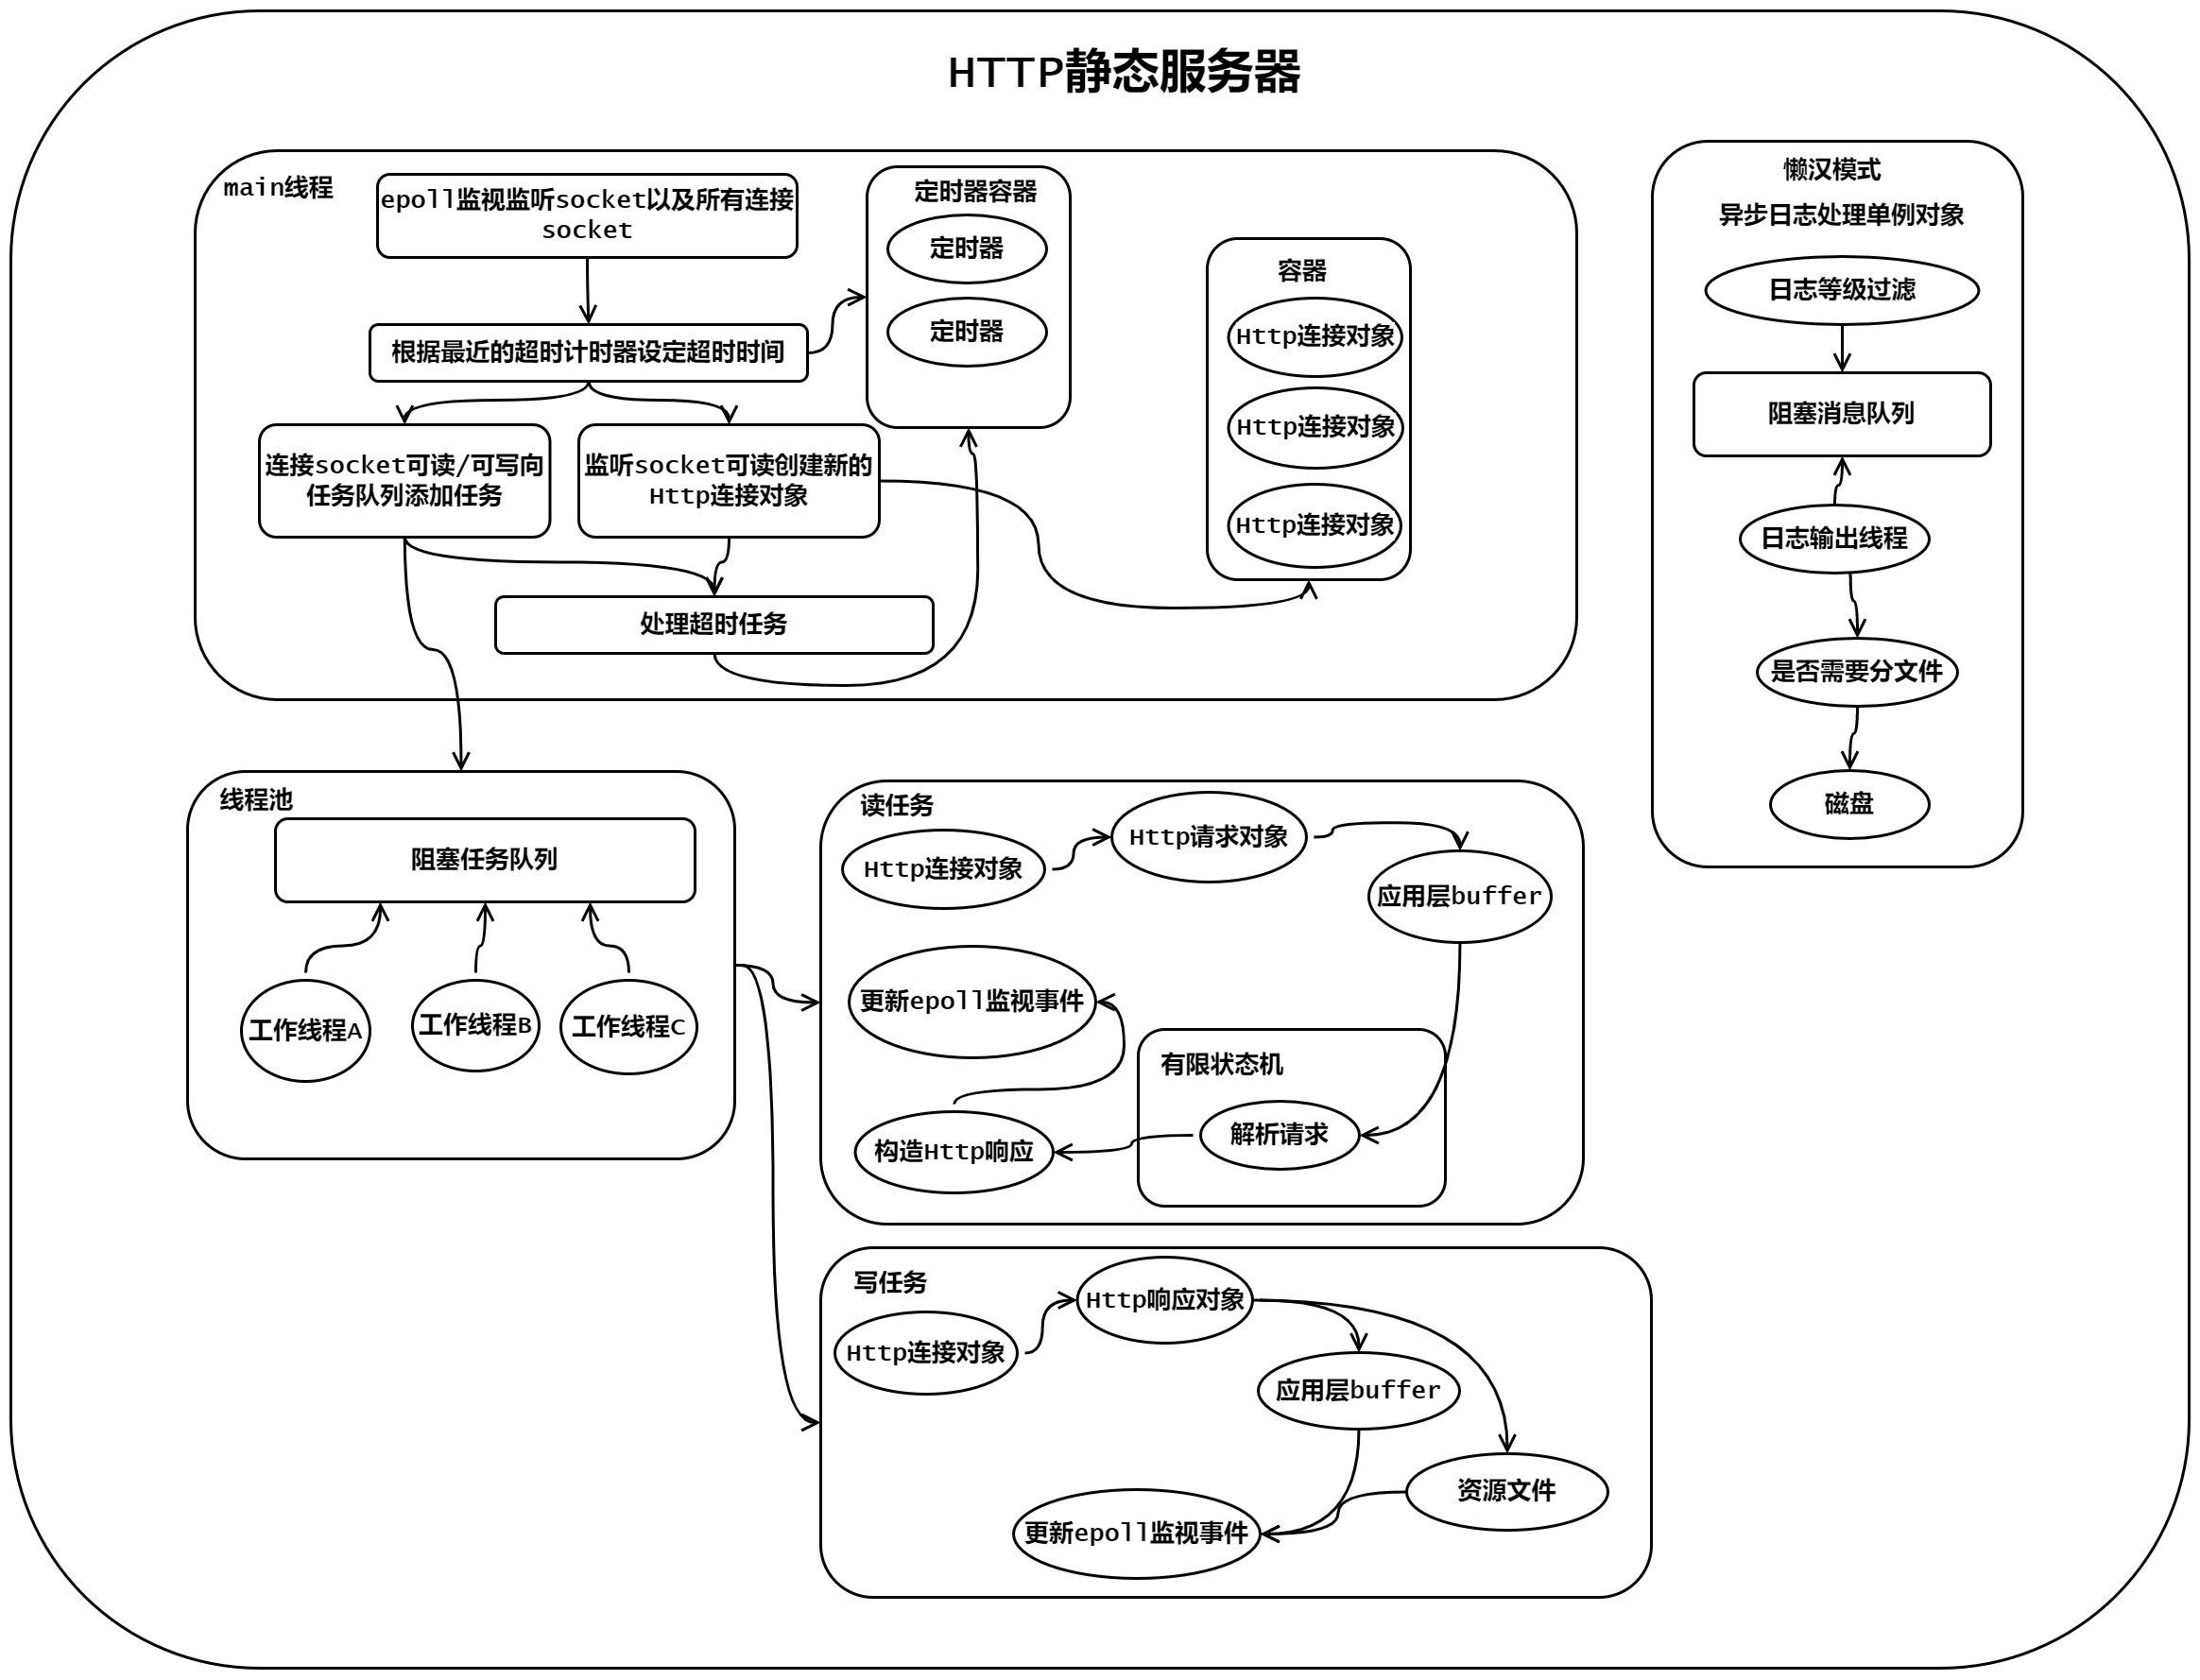 HTTP静态服务器
main线程
epoll监视监听socket以及所有连接
socket
根据最近的超时计时器设定超时时间
连接socket可读/可写向
任务队列添加任务
监听socket可读创建新的
Http连接对象
处理超时任务
定时器容器
定时器
定时器
容器
Http连接对象
Http连接对象
Http连接对象
懒汉模式
异步日志处理单例对象
日志等级过滤
阻塞消息队列
日志输出线程
是否需要分文件
磁盘
线程池
阻塞任务队列
工作线程A
工作线程B
工作线程C
读任务
Http连接对象
Http请求对象
应用层buffer
更新epoll监视事件
有限状态机
解析请求
构造Http响应
写任务
Http连接对象
Http响应对象
应用层buffer
资源文件
更新epoll监视事件